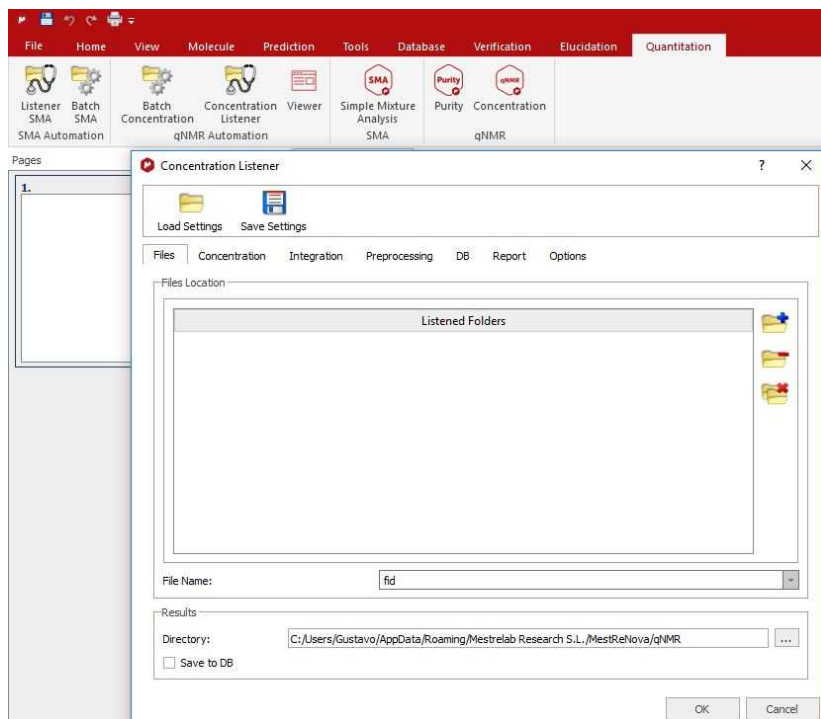 File Home View Molecule Prediction Tools Database Verification Elucidation Quantitation
Listener SMA
Batch SMA
SMA Automation
Batch Concentration
Concentration Listener
Viewer
qNMR Automation
SMA
Simple Mixture Analysis
SMA
Purity
Purity
qNMR
Concentration
qNMR
Pages
1.
Concentration Listener ?
Load Settings Save Settings
Files Concentration Integration Preprocessing DB Report Options
Files Location
Listed Folders
File Name: fid
Results
Directory: C:/Users/Gustavo/AppData/Roaming/Mestrelab Research S.L./MestReNova/qNMR ...
Save to DB
OK Cancel